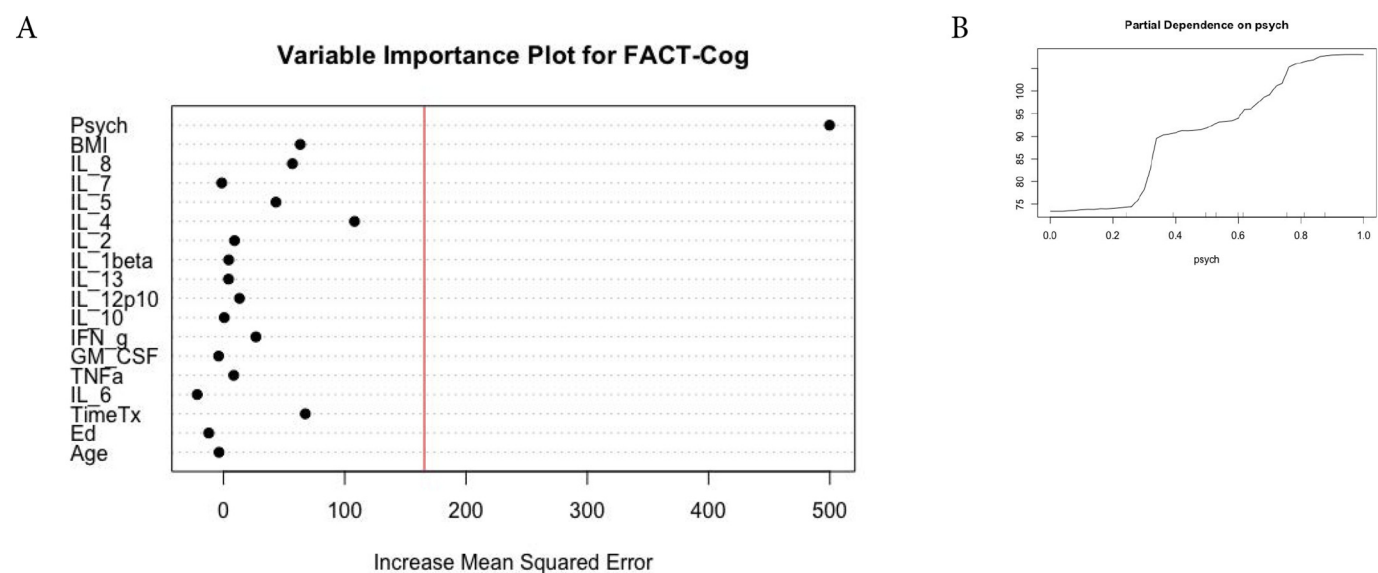 A
Variable Importance Plot for FACT-Cog
Psych
BMI
IL_8
IL_7
IL_5
IL_4
IL_2
IL_1beta
IL_13
IL_12p10
IL_10
IFN_g
GM_CSF
TNFa
IL_6
TimeTx
Ed
Age
0 100 200 300 400 500
Increase Mean Squared Error
B
Partial Dependence on psych
100
95
90
85
80
75
0.0 0.2 0.4 0.6 0.8 1.0
psych